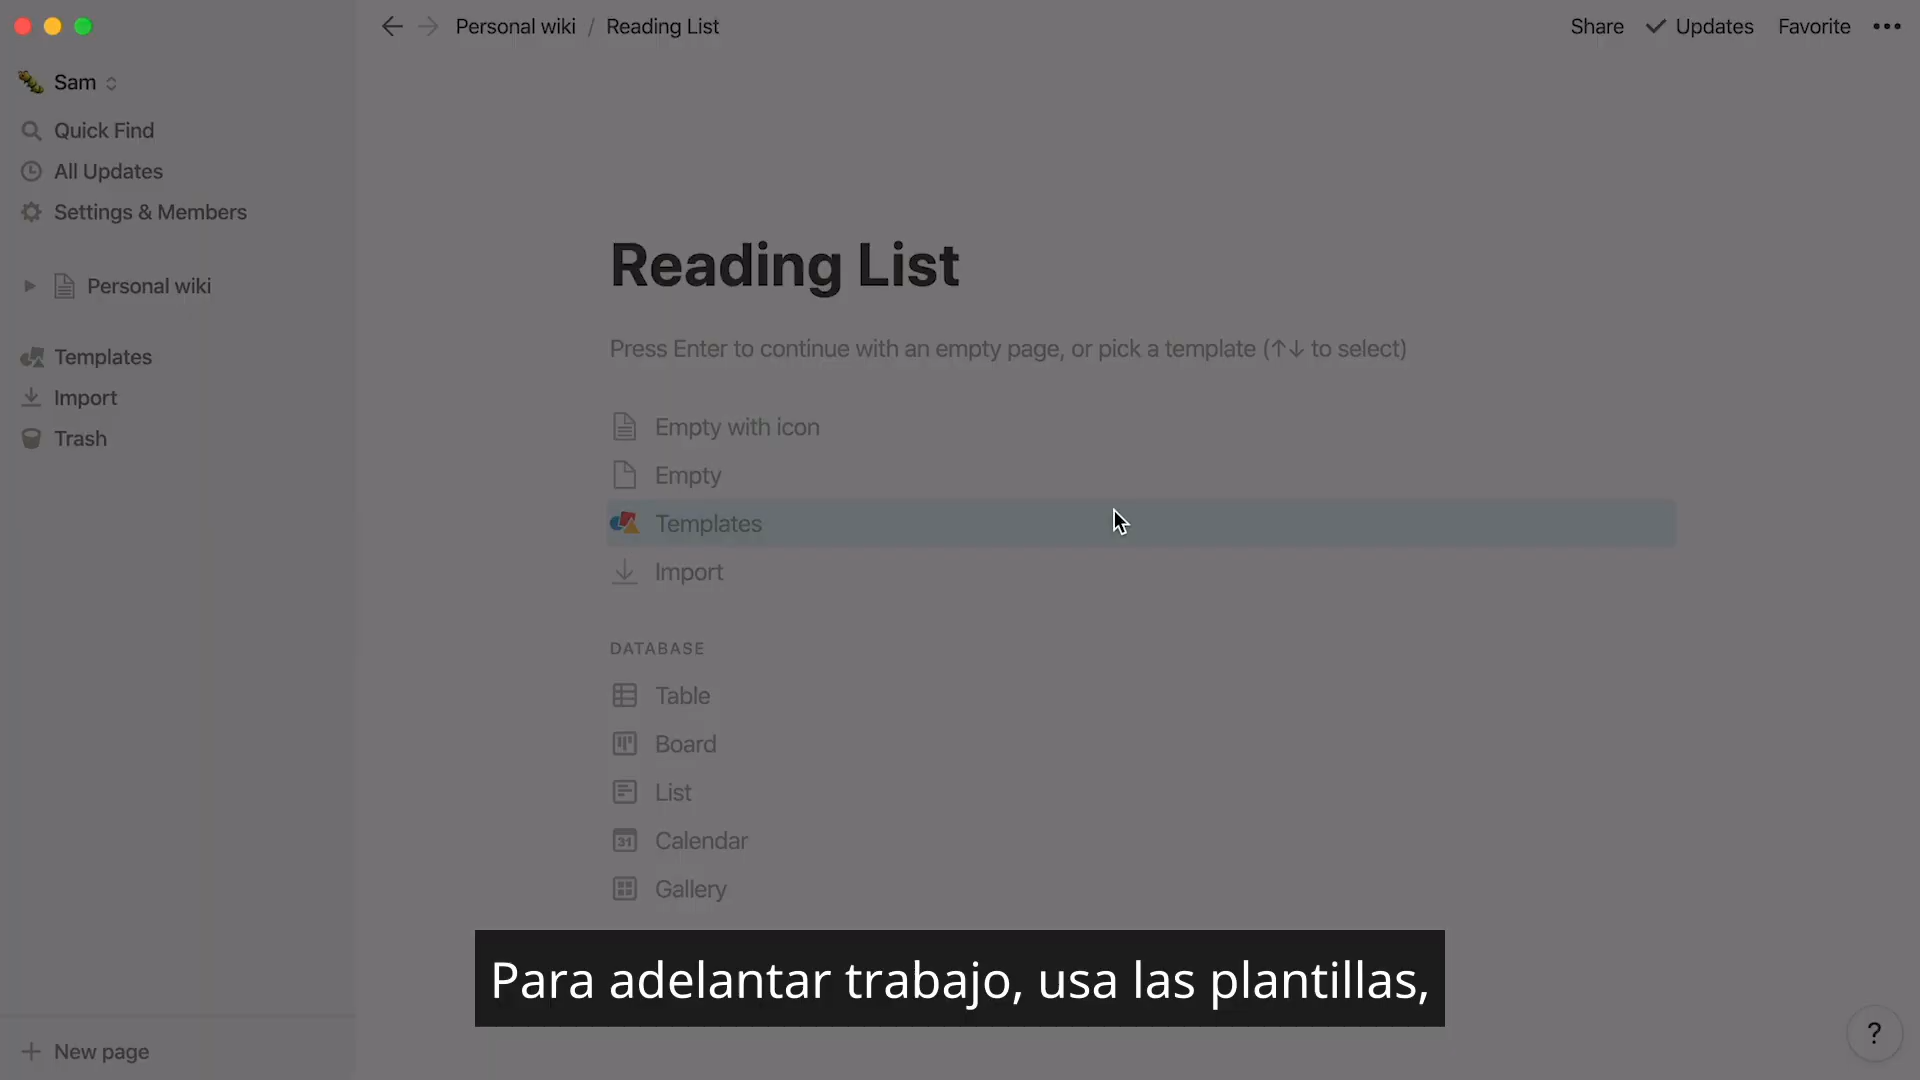 Personal wiki / Reading List
Share
Updates
Favorite
Sam
Quick Find
All Updates
Settings & Members
Personal wiki
Templates
Import
Trash
New page
Reading List
Press Enter to continue with an empty page, or pick a template (↑↓ to select)
Empty with icon
Empty
Templates
Import
DATABASE
Table
Board
List
31
Calendar
Gallery
Para adelantar trabajo, usa las plantillas,
?